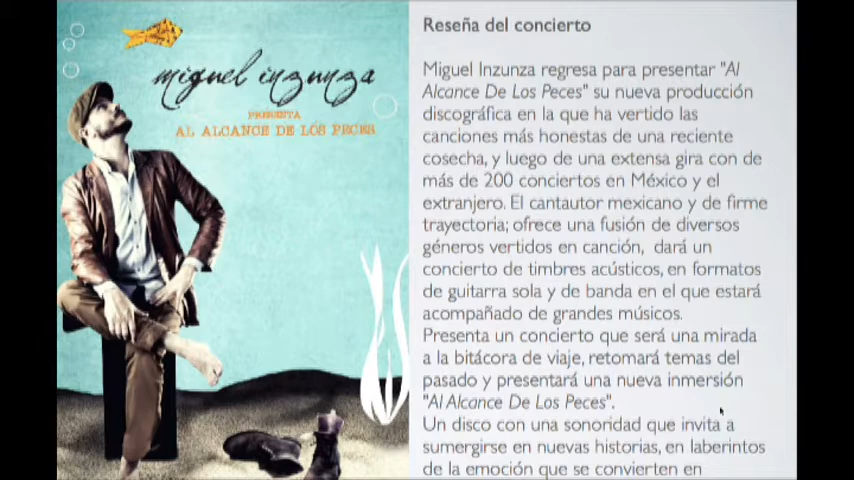 miguel inzunza
PRESENTA
AL ALCANCE DE LOS PECES
Reseña del concierto
Miguel Inzunza regresa para presentar "Al
Alcance De Los Peces" su nueva producción
discográfica en la que ha vertido las
canciones más honestas de una reciente
cosecha, y luego de una extensa gira con de
más de 200 conciertos en México y el
extranjero. El cantautor mexicano y de firme
trayectoria; ofrece una fusión de diversos
géneros vertidos en canción, dará un
concierto de timbres acústicos, en formatos
de guitarra sola y de banda en el que estará
acompañado de grandes músicos.
Presenta un concierto que será una mirada
a la bitácora de viaje, retomará temas del
pasado y presentará una nueva inmersión
"Al Alcance De Los Peces".
Un disco con una sonoridad que invita a
sumergirse en nuevas historias, en laberintos
de la emoción que se convierten en